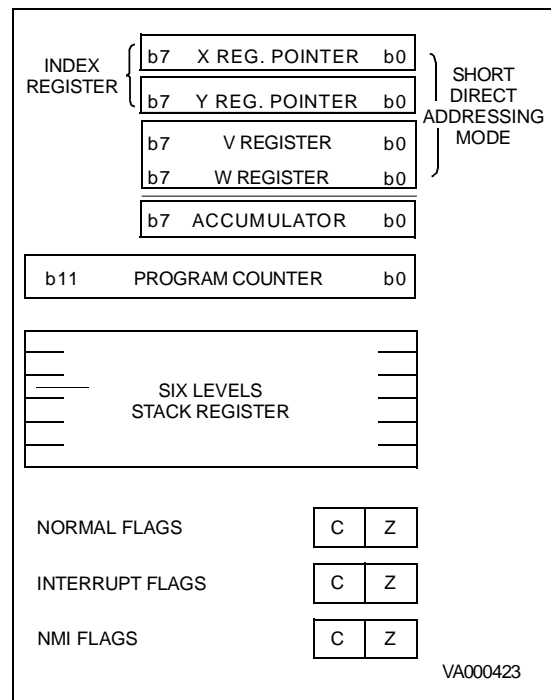 INDEX
REGISTER
b7 X REG. POINTER b0
b7 Y REG. POINTER b0
b7 V REGISTER b0
b7 W REGISTER b0
SHORT
DIRECT
ADDRESSING
MODE
b7 ACCUMULATOR b0
b11 PROGRAM COUNTER b0
SIX LEVELS
STACK REGISTER
NORMAL FLAGS C Z
INTERRUPT FLAGS C Z
NMI FLAGS C Z
VA000423